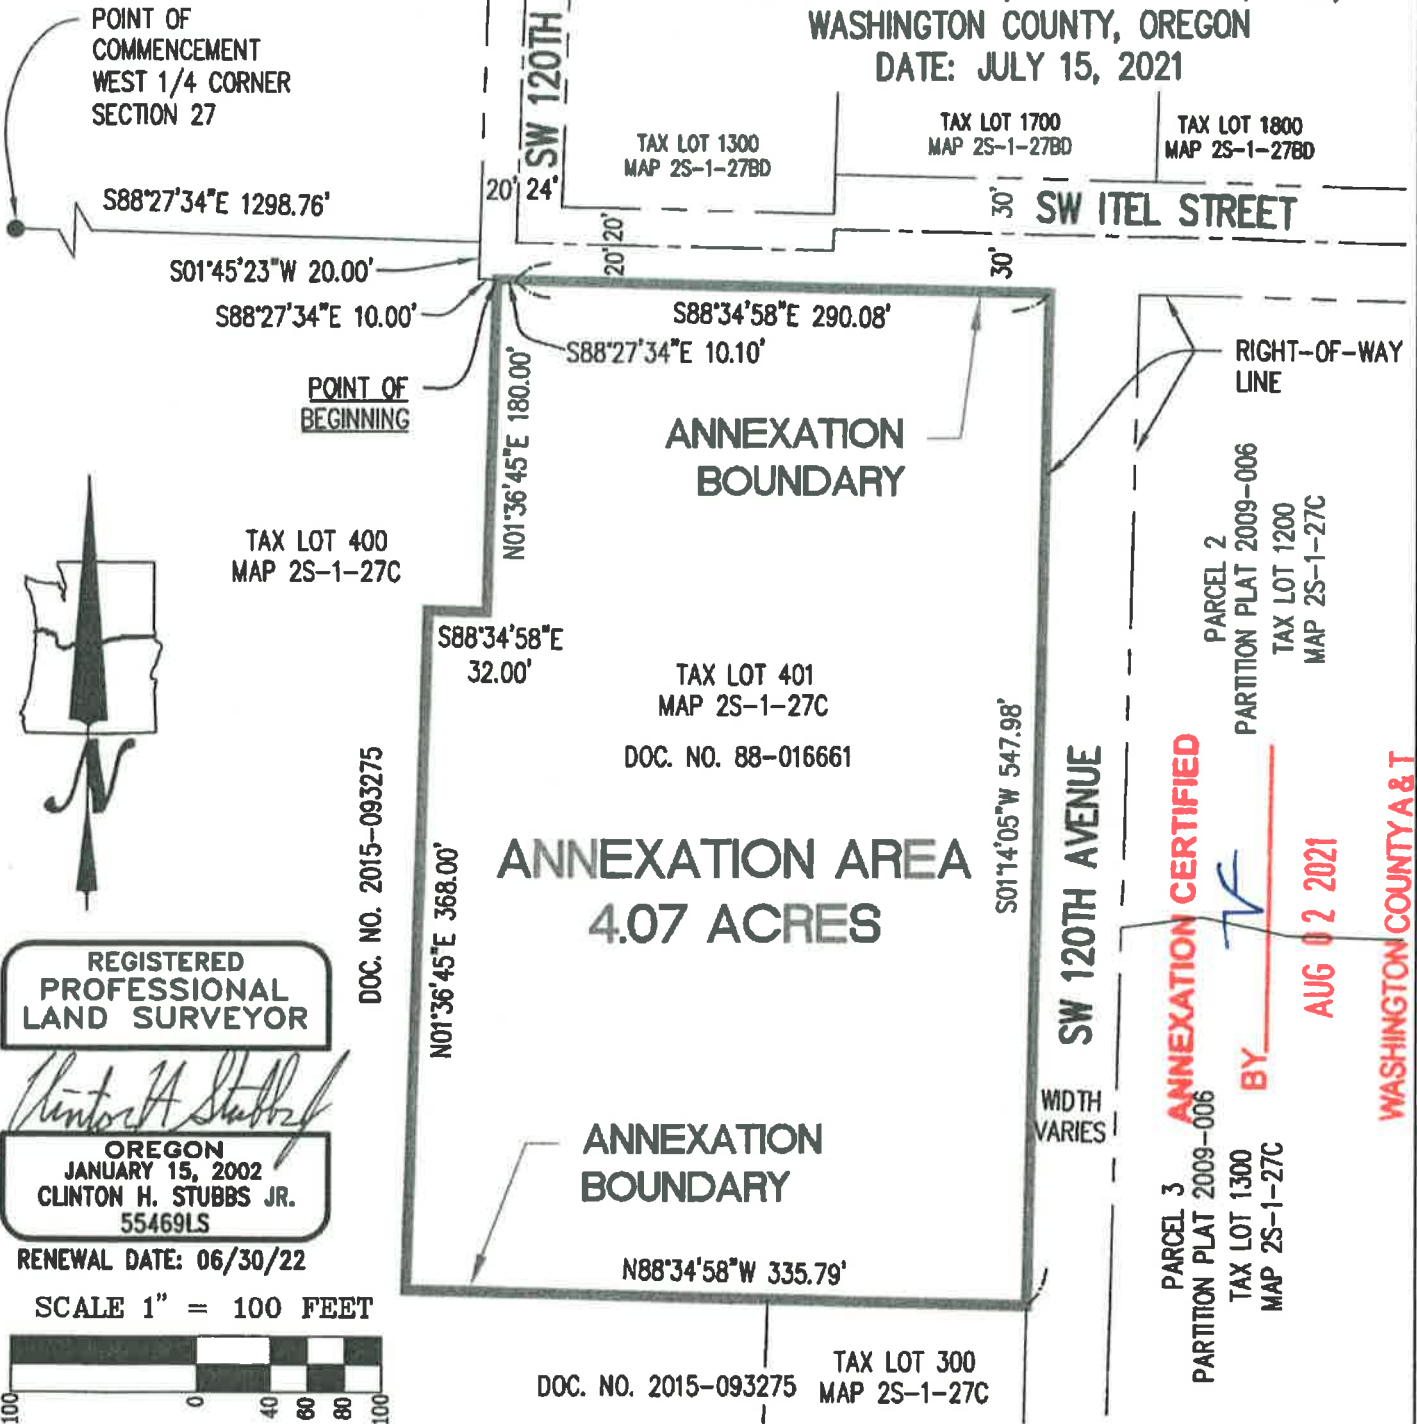 POINT OF
COMMENCEMENT
WEST 1/4 CORNER
SECTION 27
SW 120TH
WASHINGTON COUNTY, OREGON
DATE: JULY 15, 2021
TAX LOT 1300
MAP 2S-1-27BD
TAX LOT 1700
MAP 2S-1-27BD
TAX LOT 1800
MAP 2S-1-27BD
S88°27'34"E 1298.76'
20'
24'
20'
20'
30'
SW ITEL STREET
30'
S01°45'23"W 20.00'
S88°27'34"E 10.00'
S88°34'58"E 290.08'
S88°27'34"E 10.10'
POINT OF
BEGINNING
RIGHT-OF-WAY
LINE
N01°36'45"E 180.00'
ANNEXATION
BOUNDARY
TAX LOT 400
MAP 2S-1-27C
PARCEL 2
PARTITION PLAT 2009-006
TAX LOT 1200
MAP 2S-1-27C
S88°34'58"E
32.00'
TAX LOT 401
MAP 2S-1-27C
DOC. NO. 88-016661
N
DOC. NO. 2015-093275
N01°36'45"E 368.00'
ANNEXATION AREA
4.07 ACRES
S01°14'05"W 547.98'
SW 120TH AVENUE
ANNEXATION CERTIFIED
BY
AUG 02 2021
WASHINGTON COUNTY A & T
REGISTERED
PROFESSIONAL
LAND SURVEYOR
Clinton H Stubbs Jr
OREGON
JANUARY 15, 2002
CLINTON H. STUBBS JR.
55469LS
RENEWAL DATE: 06/30/22
WIDTH
VARIES
ANNEXATION
BOUNDARY
PARCEL 3
PARTITION PLAT 2009-006
TAX LOT 1300
MAP 2S-1-27C
N88°34'58"W 335.79'
SCALE 1" = 100 FEET
100
0
40
60
80
100
DOC. NO. 2015-093275
TAX LOT 300
MAP 2S-1-27C